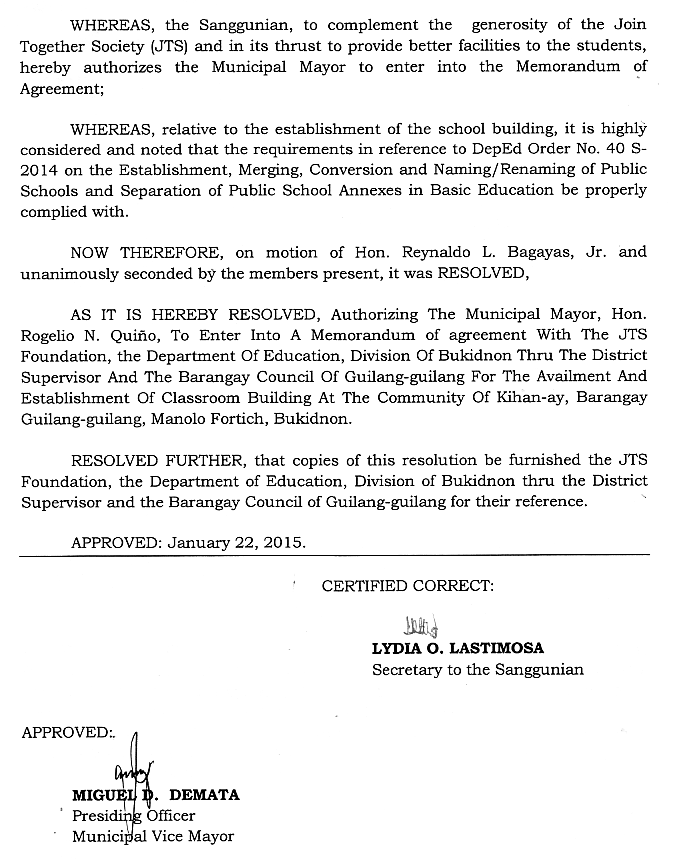 WHEREAS, the Sanggunian, to complement the generosity of the Join
Together Society (JTS) and in its thrust to provide better facilities to the students,
hereby authorizes the Municipal Mayor to enter into the Memorandum of
Agreement;
WHEREAS, relative to the establishment of the school building, it is highly
considered and noted that the requirements in reference to DepEd Order No. 40 S-
2014 on the Establishment, Merging, Conversion and Naming/Renaming of Public
Schools and Separation of Public School Annexes in Basic Education be properly
complied with.
NOW THEREFORE, on motion of Hon. Reynaldo L. Bagayas, Jr. and
unanimously seconded by the members present, it was RESOLVED,
AS IT IS HEREBY RESOLVED, Authorizing The Municipal Mayor, Hon.
Rogelio N. Quiño, To Enter Into A Memorandum of agreement With The JTS
Foundation, the Department Of Education, Division Of Bukidnon Thru The District
Supervisor And The Barangay Council Of Guilang-guilang For The Availment And
Establishment Of Classroom Building At The Community Of Kihan-ay, Barangay
Guilang-guilang, Manolo Fortich, Bukidnon.
RESOLVED FURTHER, that copies of this resolution be furnished the JTS
Foundation, the Department of Education, Division of Bukidnon thru the District
Supervisor and the Barangay Council of Guilang-guilang for their reference.
APPROVED: January 22, 2015.
CERTIFIED CORRECT:
LYDIA O. LASTIMOSA
Secretary to the Sanggunian
APPROVED:
MIGUEL D. DEMATA
Presiding Officer
Municipal Vice Mayor